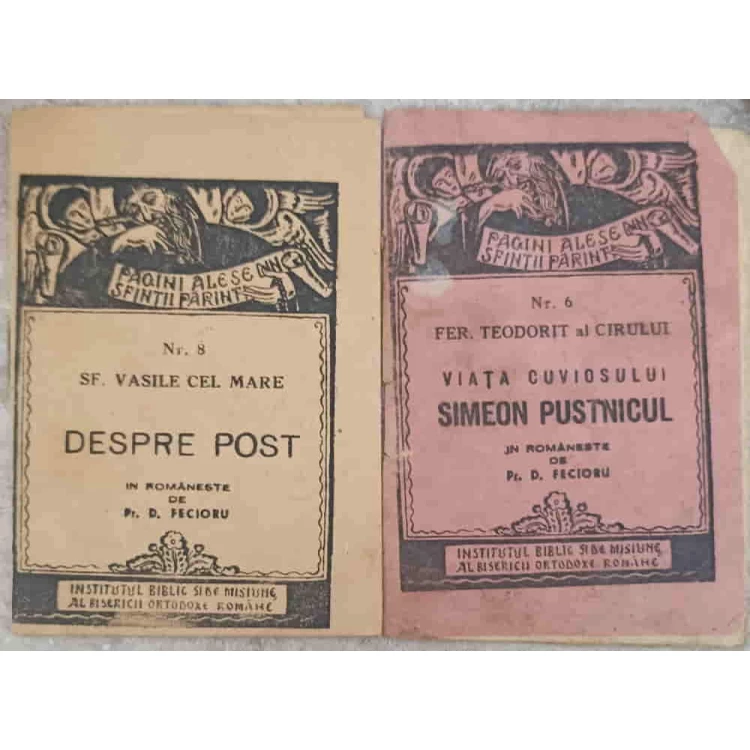 PAGINI ALESE DIN
SFINTII PĂRINTI
Nr. 8
SF. VASILE CEL MARE
DESPRE POST
IN ROMÂNEȘTE
DE
Pr. D. FECIORU
INSTITUTUL BIBLIC ȘI DE MISIUNE
AL BISERICII ORTODOXE ROMÂNE
PAGINI ALESE DIN
SFINTII PĂRINTI
Nr. 6
FER. TEODORIT al CIRULUI
VIAȚA CUVIOSULUI
SIMEON PUSTNICUL
IN ROMÂNEȘTE
DE
Pr. D. FECIORU
INSTITUTUL BIBLIC ȘI DE MISIUNE
AL BISERICII ORTODOXE ROMÂNE